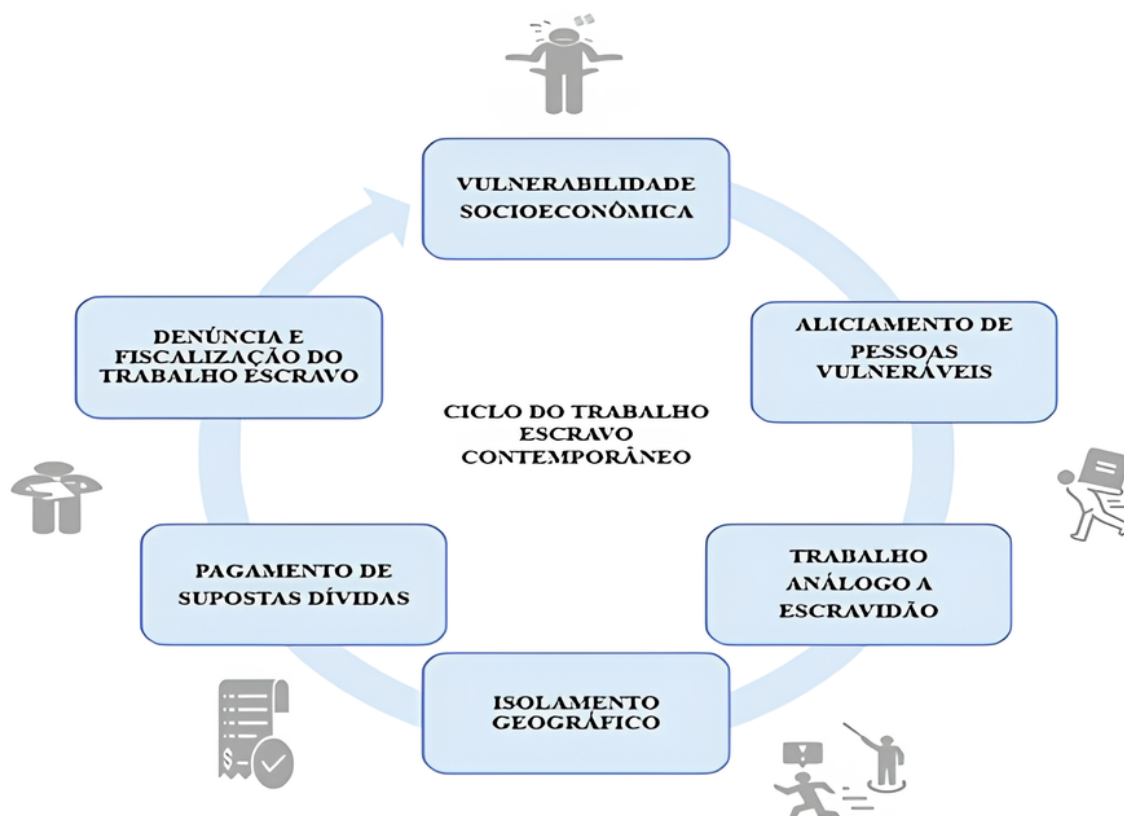 VULNERABILIDADE
SOCIOECONÔMICA
ALICIAMENTO DE
PESSOAS
VULNERÁVEIS
TRABALHO
ANÁLOGO A
ESCRAVIDÃO
ISOLAMENTO
GEOGRÁFICO
PAGAMENTO DE
SUPOSTAS DÍVIDAS
DENÚNCIA E
FISCALIZAÇÃO DO
TRABALHO ESCRAVO
CICLO DO TRABALHO
ESCRAVO
CONTEMPORÂNEO